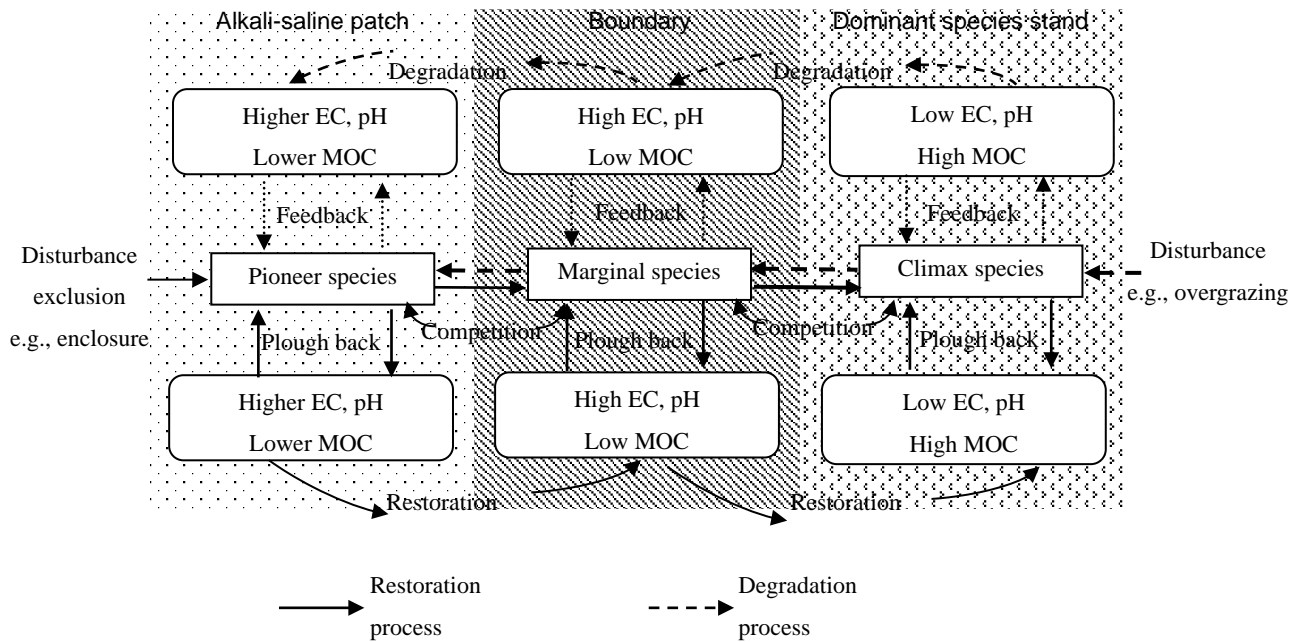 Alkali-saline patch
Boundary
Dominant species stand
Degradation
Degradation
Higher EC, pH
Lower MOC
High EC, pH
Low MOC
Low EC, pH
High MOC
Feedback
Feedback
Feedback
Disturbance
exclusion
e.g., enclosure
Pioneer species
Marginal species
Climax species
Disturbance
e.g., overgrazing
Competition
Competition
Plough back
Plough back
Plough back
Higher EC, pH
Lower MOC
High EC, pH
Low MOC
Low EC, pH
High MOC
Restoration
Restoration
Restoration
process
Degradation
process